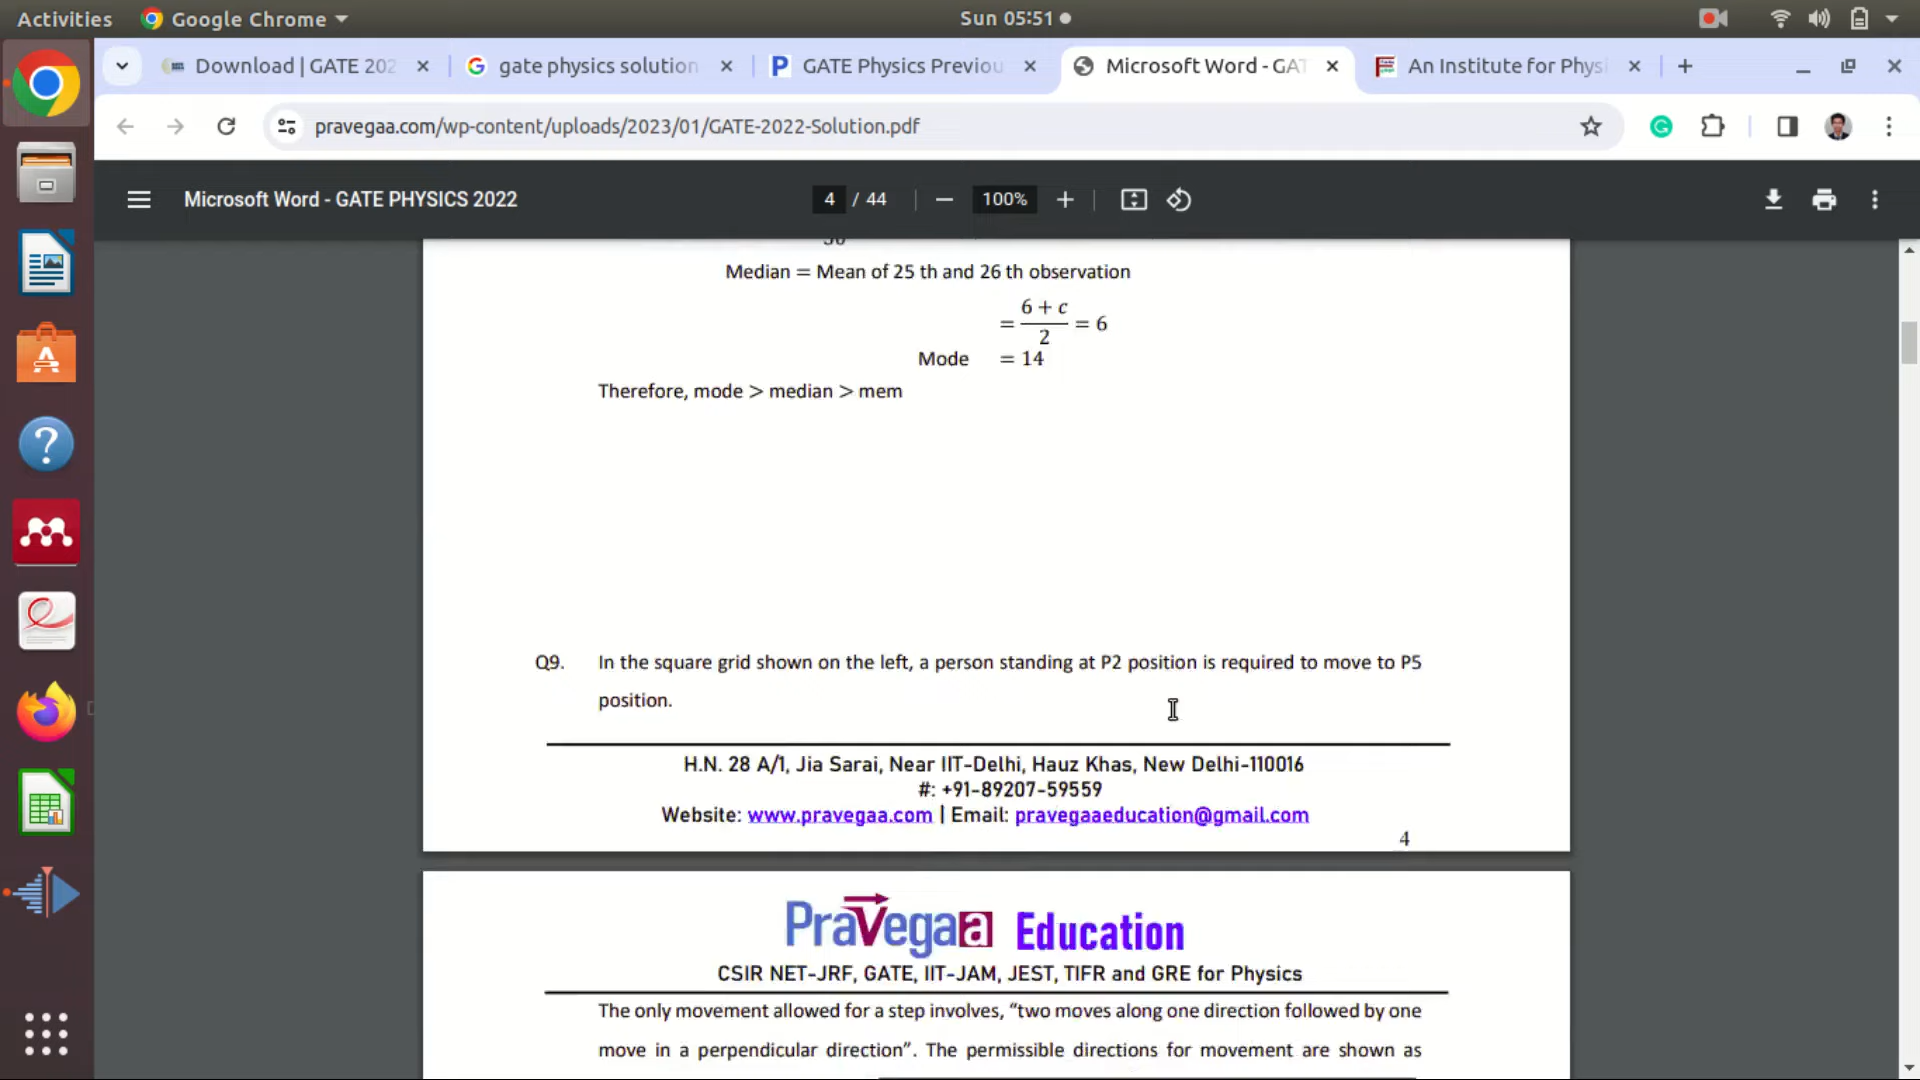 Activities Google Chrome Sun 05:51
Download | GATE 202 gate physics solution GATE Physics Previou Microsoft Word - GAT An Institute for Physi
pravegaa.com/wp-content/uploads/2023/01/GATE-2022-Solution.pdf
Microsoft Word - GATE PHYSICS 2022 4 / 44 100%
Median = Mean of 25 th and 26 th observation
= (6 + c)/2 = 6
Mode = 14
Therefore, mode > median > mem
Q9. In the square grid shown on the left, a person standing at P2 position is required to move to P5
position.
H.N. 28 A/1, Jia Sarai, Near IIT-Delhi, Hauz Khas, New Delhi-110016
#: +91-89207-59559
Website: www.pravegaa.com | Email: pravegaaeducation@gmail.com
4
Pravegaa Education
CSIR NET-JRF, GATE, IIT-JAM, JEST, TIFR and GRE for Physics
The only movement allowed for a step involves, “two moves along one direction followed by one
move in a perpendicular direction”. The permissible directions for movement are shown as